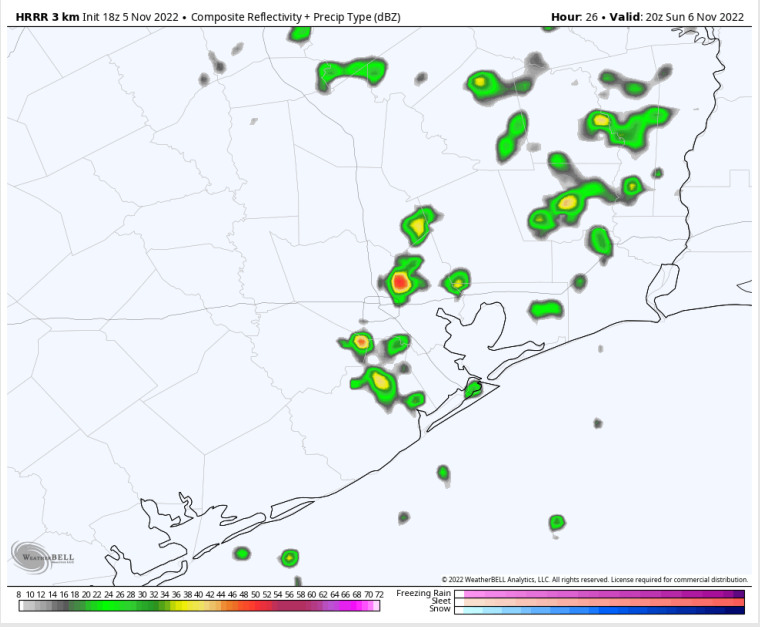 HRRR 3 km Init 18z 5 Nov 2022 • Composite Reflectivity + Precip Type (dBZ)
Hour: 26 • Valid: 20z Sun 6 Nov 2022
WEATHERBELL
© 2022 WeatherBELL Analytics, LLC. All rights reserved. License required for commercial distribution.
8 10 12 14 16 18 20 22 24 26 28 30 32 34 36 38 40 42 44 46 48 50 52 54 56 58 60 62 64 66 68 70 72
Freezing Rain
Sleet
Snow